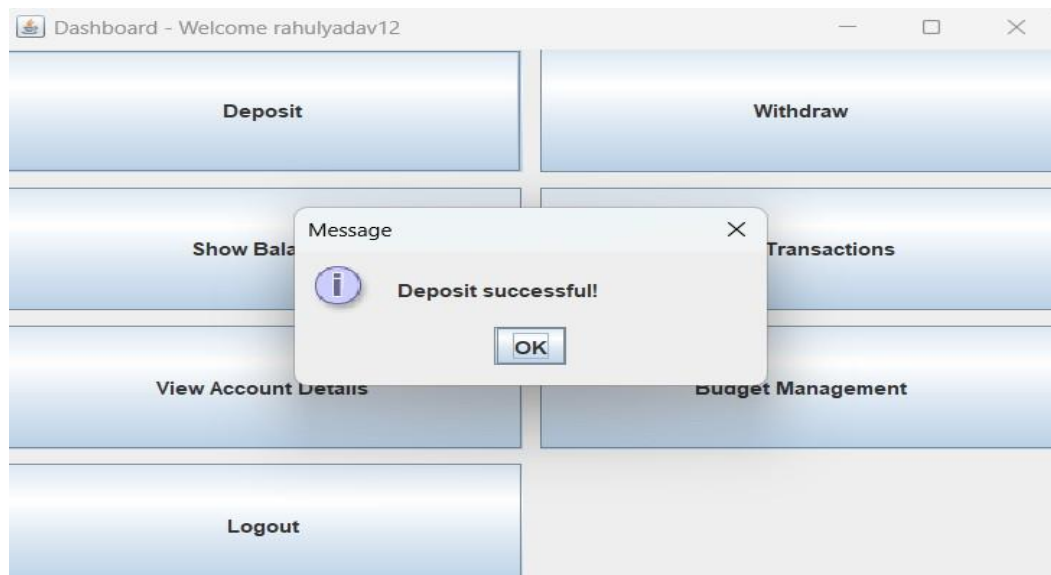 Dashboard - Welcome rahulyadav12
Deposit
Withdraw
Message
Show Bala
Transactions
i
Deposit successful!
OK
View Account Details
Budget Management
Logout